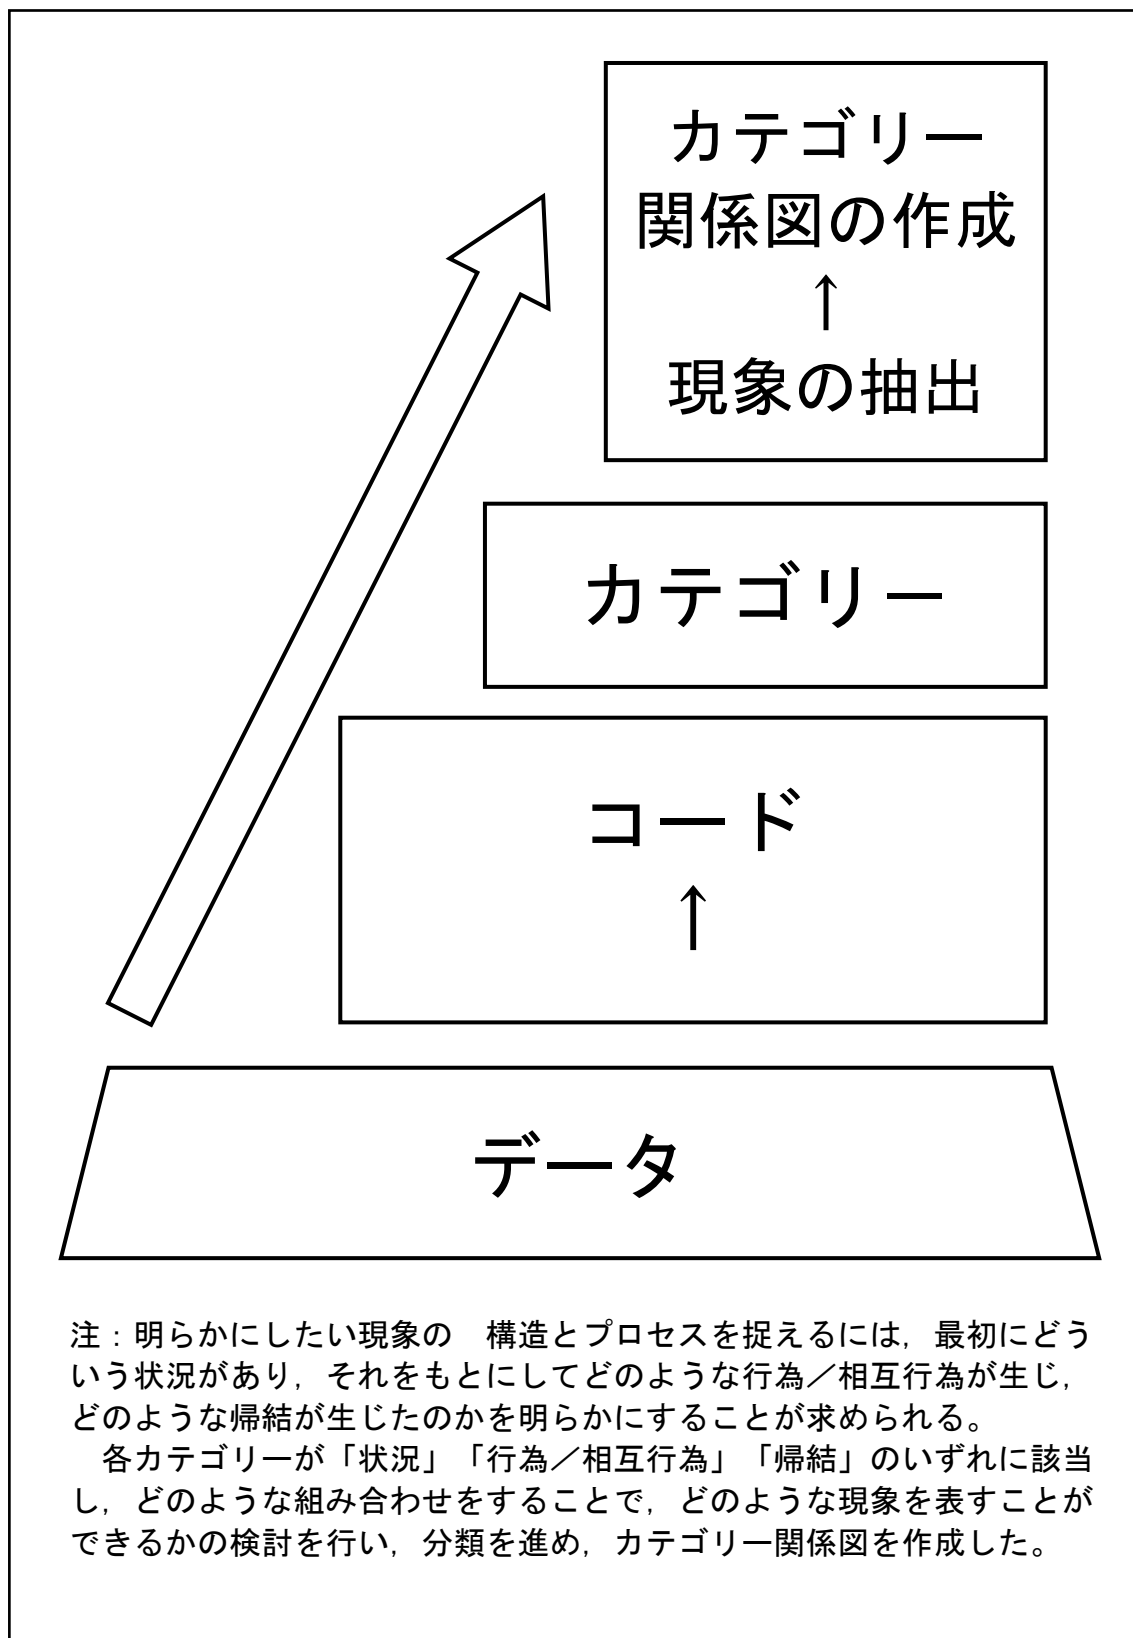 カテゴリー
関係図の作成
↑
現象の抽出
カテゴリー
コード
↑
データ
注：明らかにしたい現象の　構造とプロセスを捉えるには，最初にどう
いう状況があり，それをもとにしてどのような行為／相互行為が生じ，
どのような帰結が生じたのかを明らかにすることが求められる。
　各カテゴリーが「状況」「行為／相互行為」「帰結」のいずれに該当
し，どのような組み合わせをすることで，どのような現象を表すことが
できるかの検討を行い，分類を進め，カテゴリー関係図を作成した。